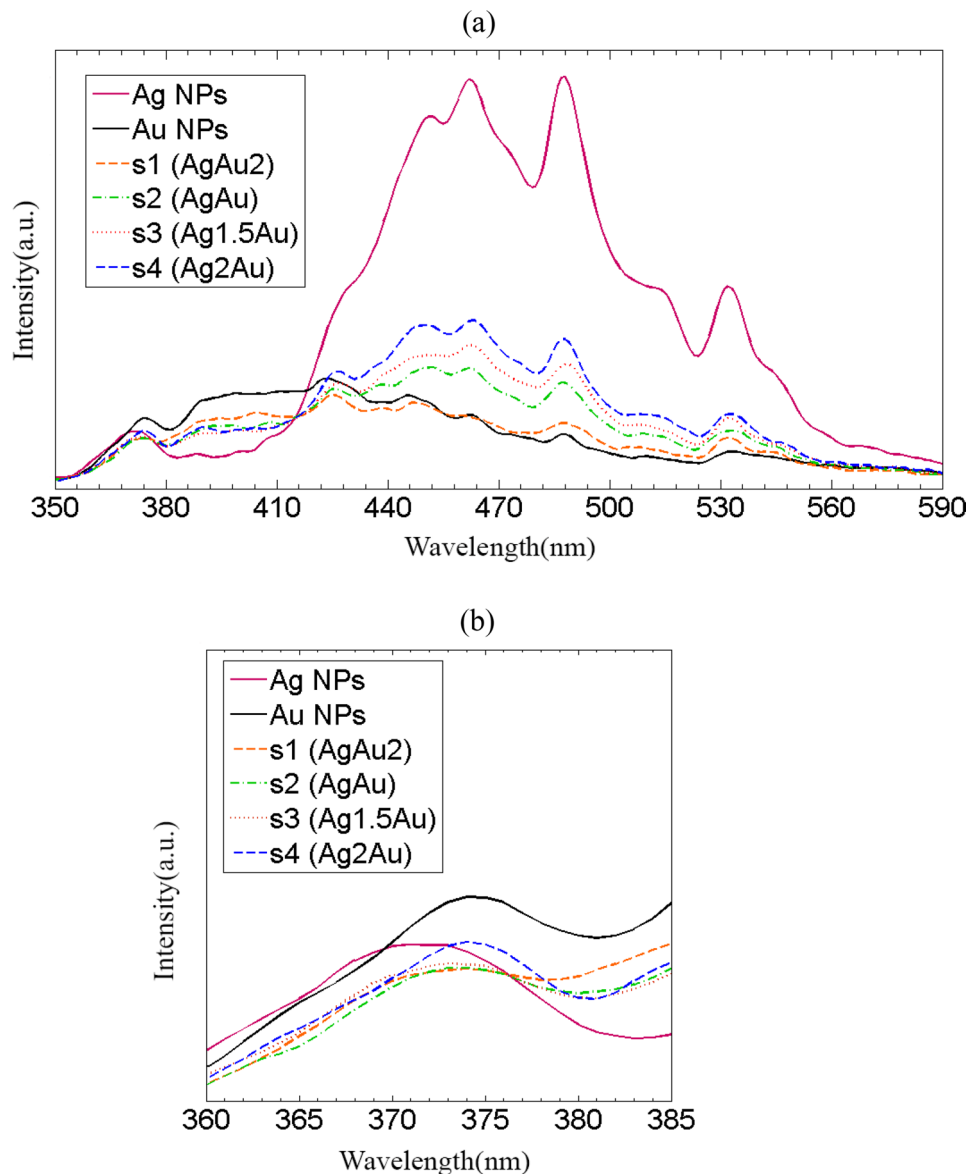 (a)
Ag NPs
Au NPs
s1 (AgAu2)
s2 (AgAu)
s3 (Ag1.5Au)
s4 (Ag2Au)
Intensity(a.u.)
350 380 410 440 470 500 530 560 590
Wavelength(nm)
(b)
Ag NPs
Au NPs
s1 (AgAu2)
s2 (AgAu)
s3 (Ag1.5Au)
s4 (Ag2Au)
Intensity(a.u.)
360 365 370 375 380 385
Wavelength(nm)